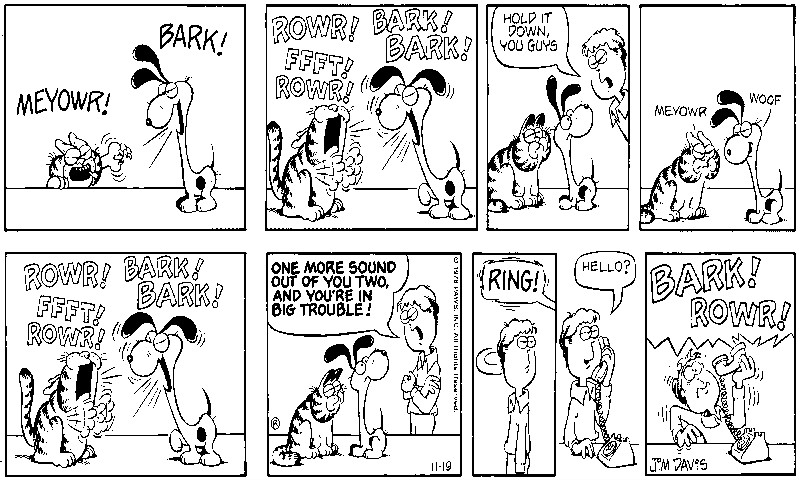 MEYOWR!
BARK!
ROWR!
FFFT!
ROWR!
BARK!
BARK!
HOLD IT
DOWN,
YOU GUYS
MEYOWR
WOOF
ROWR!
FFFT!
ROWR!
BARK!
BARK!
ONE MORE SOUND
OUT OF YOU TWO,
AND YOU'RE IN
BIG TROUBLE!
11-19
RING!
HELLO?
BARK!
ROWR!
JIM DAVIS